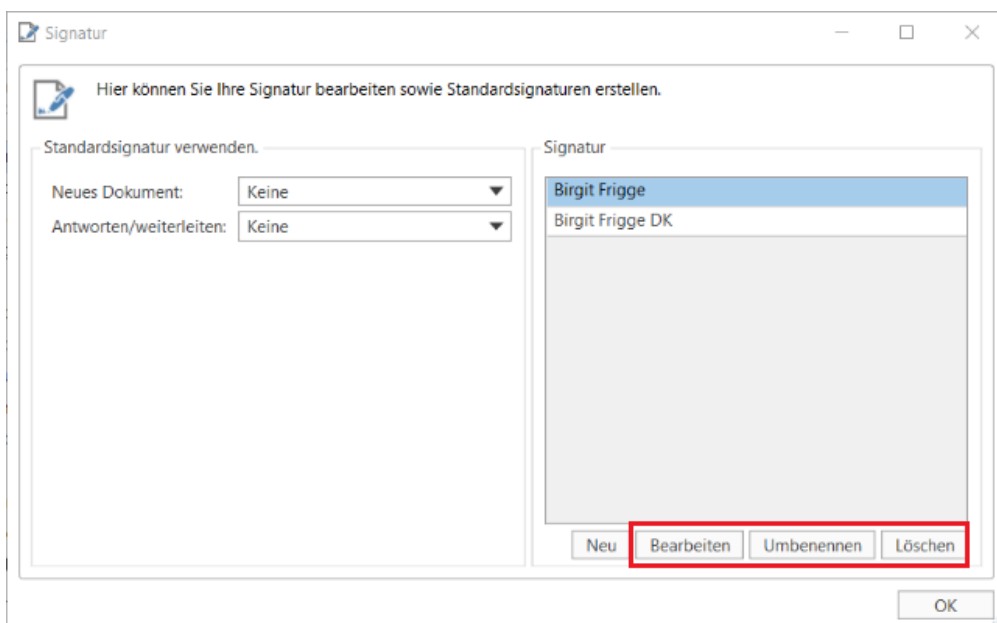 Signatur
Hier können Sie Ihre Signatur bearbeiten sowie Standardsignaturen erstellen.
Standardsignatur verwenden.
Neues Dokument: Keine
Antworten/weiterleiten: Keine
Signatur
Birgit Frigge
Birgit Frigge DK
Neu Bearbeiten Umbenennen Löschen
OK